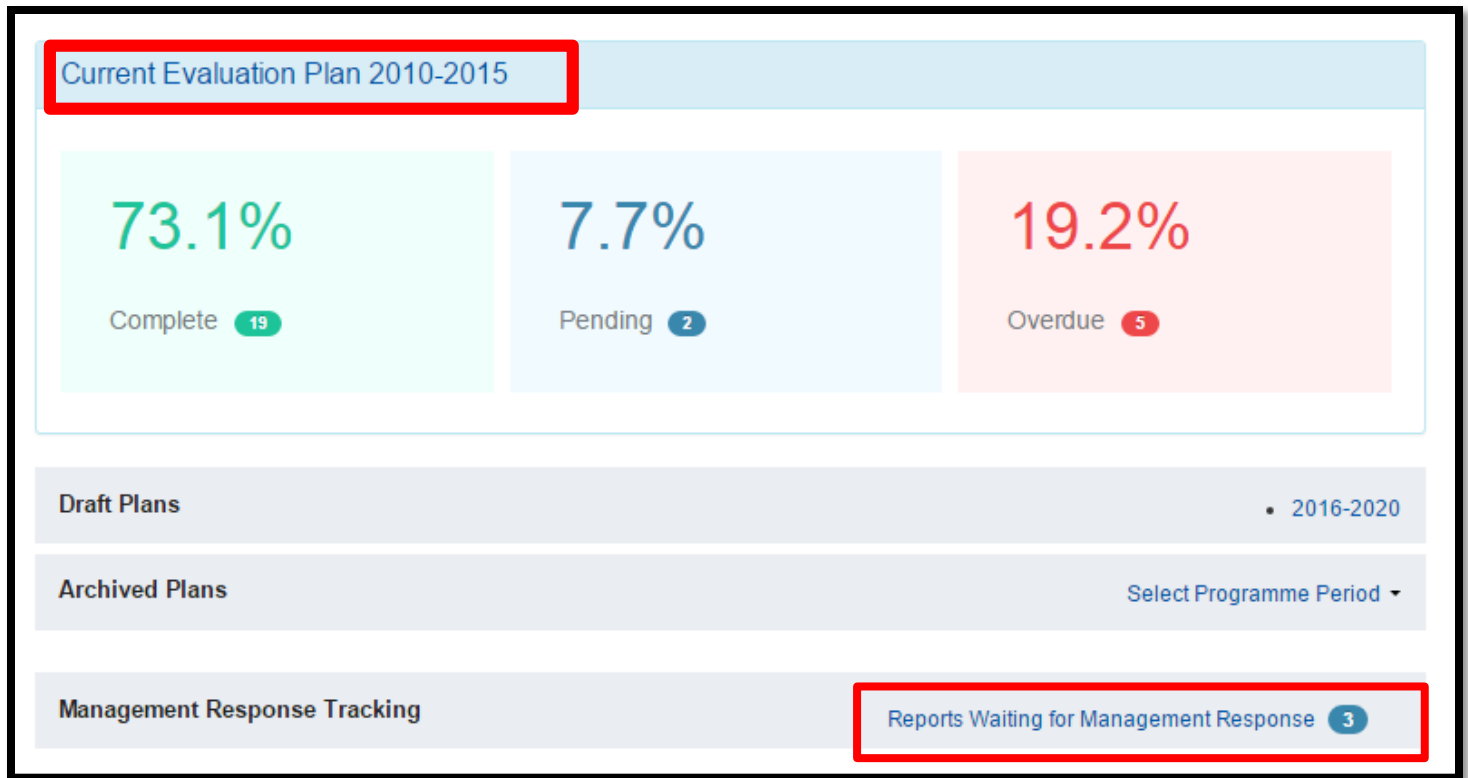 Current Evaluation Plan 2010-2015
73.1% 7.7% 19.2%
Complete 19 Pending 2 Overdue 5
Draft Plans • 2016-2020
Archived Plans Select Programme Period
Management Response Tracking Reports Waiting for Management Response 3